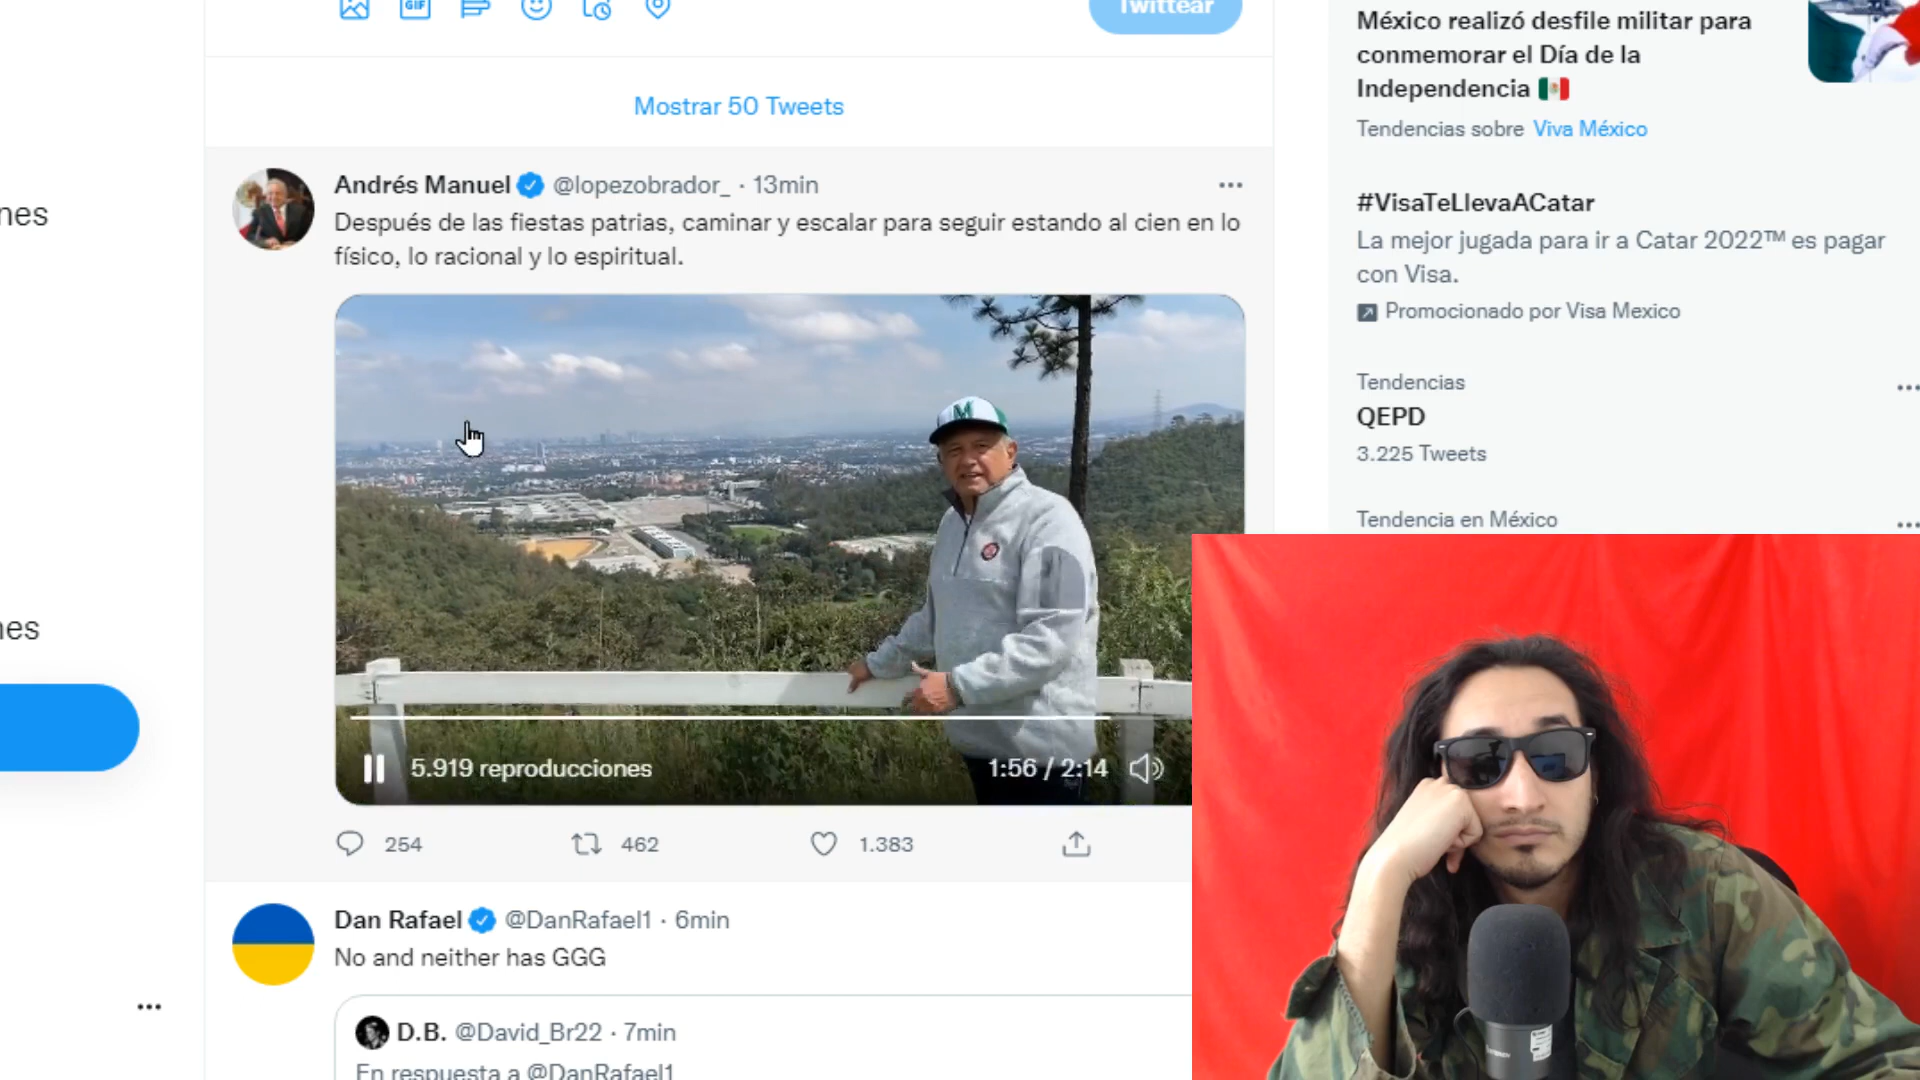 GIF
Twittear
Mostrar 50 Tweets
Andrés Manuel @lopezobrador_ · 13min
Después de las fiestas patrias, caminar y escalar para seguir estando al cien en lo
físico, lo racional y lo espiritual.
M
5.919 reproducciones
1:56 / 2:14
254
462
1.383
Dan Rafael @DanRafael1 · 6min
No and neither has GGG
D.B. @David_Br22 · 7min
En respuesta a @DanRafael1
nes
nes
México realizó desfile militar para
conmemorar el Día de la
Independencia 🇲🇽
Tendencias sobre Viva México
#VisaTeLlevaACatar
La mejor jugada para ir a Catar 2022™ es pagar
con Visa.
Promocionado por Visa Mexico
Tendencias
QEPD
3.225 Tweets
Tendencia en México